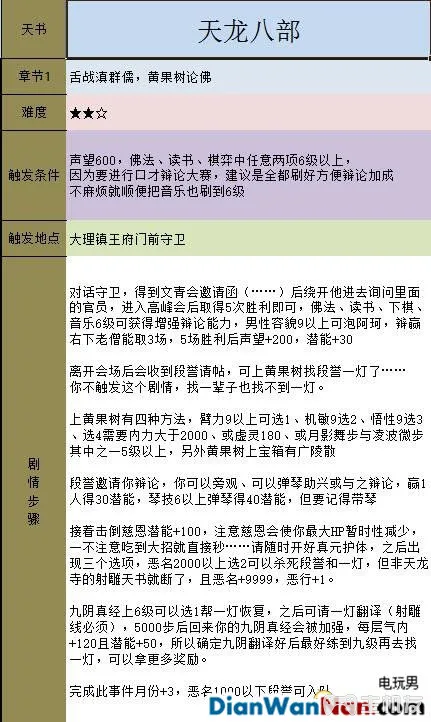 天书
天龙八部
章节1
舌战滇群儒，黄果树论佛
难度
★★☆
触发条件
声望600，佛法、读书、棋弈中任意两项6级以上，
因为要进行口才辩论大赛，建议是全都刷好方便辩论加成
不麻烦就顺便把音乐也刷到6级
触发地点
大理镇王府门前守卫
剧情步骤
对话守卫，得到文青会邀请函（……）后绕开他进去询问里面
的官员，进入高峰会后取得5次胜利即可，佛法、读书、下棋、
音乐6级可获得增强辩论能力，男性容貌9以上可泡阿珂，辩赢
右下老僧能取3场，5场胜利后声望+200，潜能+30
离开会场后会收到段誉请帖，可上黄果树找段誉一灯了……
你不触发这个剧情，找一辈子也找不到一灯。
上黄果树有四种方法，臂力9以上可选1、机敏9选2、悟性9选3
、选4需要内力大于2000、或虚灵180、或月影舞步与凌波微步
其中之一5级以上，另外黄果树上宝箱有广陵散
段誉邀请你辩论，你可以旁观、可以弹琴助兴或与之辩论，赢1
人得30潜能，琴技6以上弹琴得40潜能，但要记得带琴
接着击倒慈恩潜能+100，注意慈恩会使你最大HP暂时性减少，
一不注意吃到大招就直接秒……请随时开好真元护体，之后出
现三个选项，恶名2000以上选2可以杀死段誉和一灯，但非天龙
寺的射雕天书就断了，且恶名+9999，恶行+1。
九阴真经上6级可以选1帮一灯恢复，之后可请一灯翻译（射雕
线必须），5000步后回来你的九阴真经会被加强，每层气内
+120且潜能+50，所以确定九阴翻译好后最好练到九级再去找
一灯，可以拿更多奖励。
完成此事件月份+3，恶名1000以下段誉可入队
电玩男
DianWanNan.com